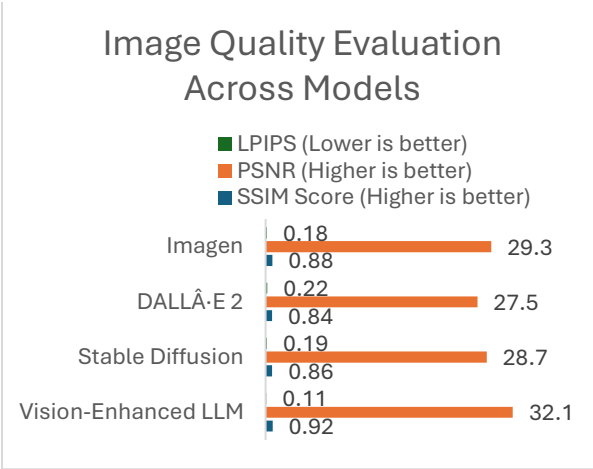 Image Quality Evaluation
Across Models
LPIPS (Lower is better)
PSNR (Higher is better)
SSIM Score (Higher is better)
Imagen
0.18
29.3
0.88
DALLÂ·E 2
0.22
27.5
0.84
Stable Diffusion
0.19
28.7
0.86
Vision-Enhanced LLM
0.11
32.1
0.92